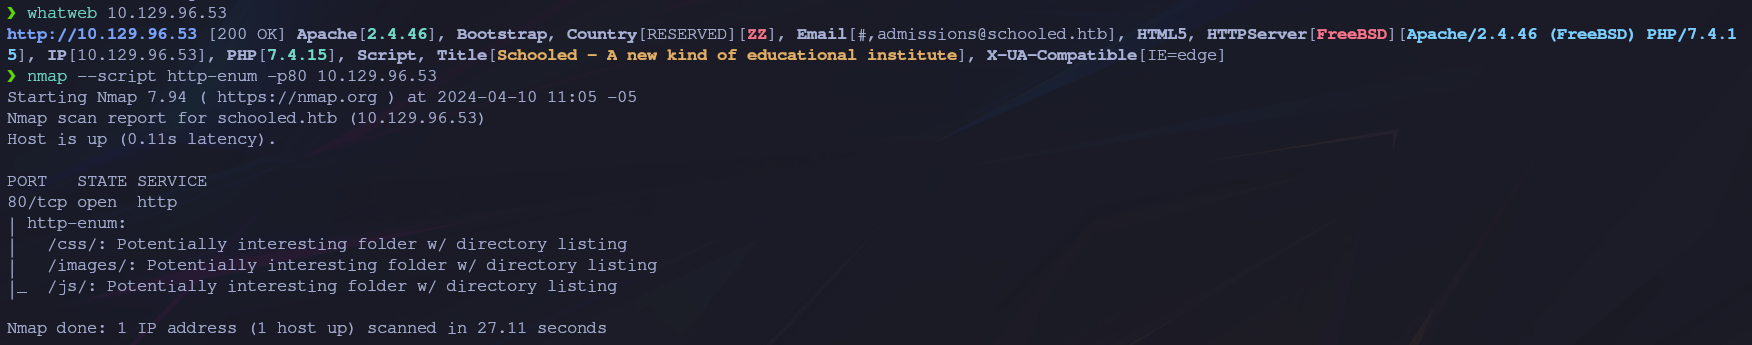 ❯ whatweb 10.129.96.53
http://10.129.96.53 [200 OK] Apache[2.4.46], Bootstrap, Country[RESERVED][ZZ], Email[#,admissions@schooled.htb], HTML5, HTTPServer[FreeBSD][Apache/2.4.46 (FreeBSD) PHP/7.4.1
5], IP[10.129.96.53], PHP[7.4.15], Script, Title[Schooled - A new kind of educational institute], X-UA-Compatible[IE=edge]
❯ nmap --script http-enum -p80 10.129.96.53
Starting Nmap 7.94 ( https://nmap.org ) at 2024-04-10 11:05 -05
Nmap scan report for schooled.htb (10.129.96.53)
Host is up (0.11s latency).
PORT   STATE SERVICE
80/tcp open  http
| http-enum:
|   /css/: Potentially interesting folder w/ directory listing
|   /images/: Potentially interesting folder w/ directory listing
|_  /js/: Potentially interesting folder w/ directory listing
Nmap done: 1 IP address (1 host up) scanned in 27.11 seconds